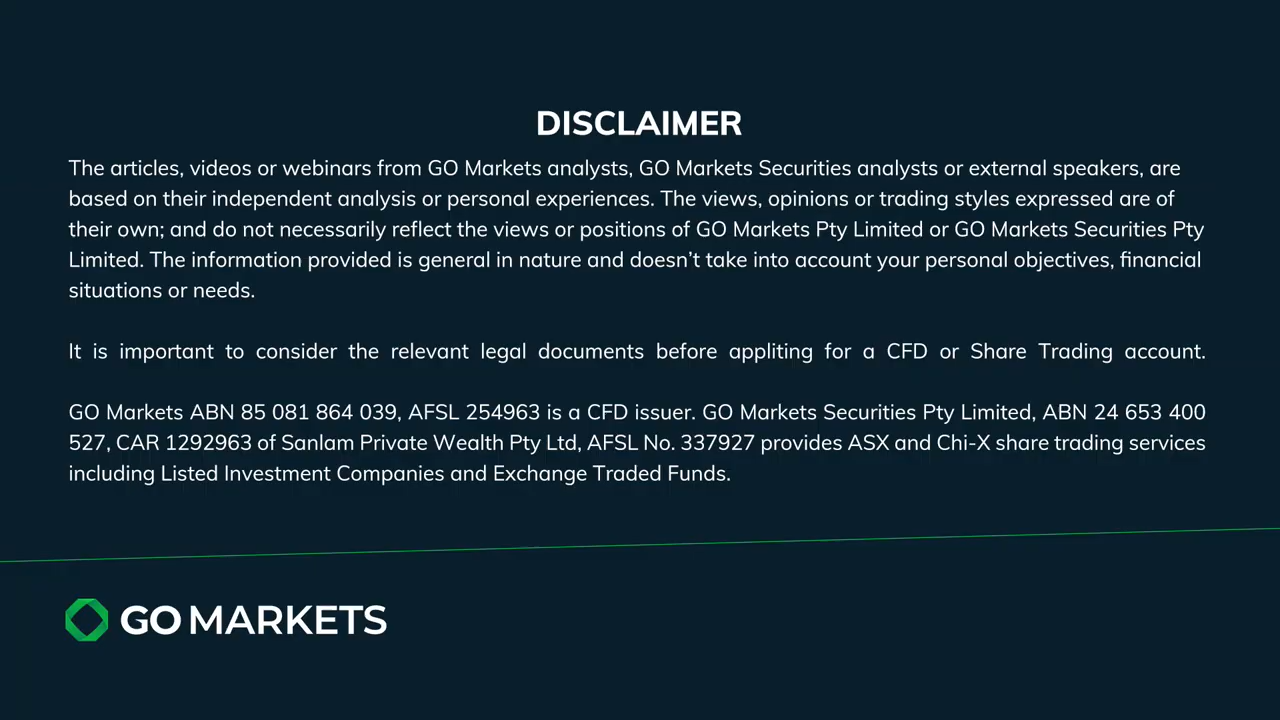 DISCLAIMER
The articles, videos or webinars from GO Markets analysts, GO Markets Securities analysts or external speakers, are
based on their independent analysis or personal experiences. The views, opinions or trading styles expressed are of
their own; and do not necessarily reflect the views or positions of GO Markets Pty Limited or GO Markets Securities Pty
Limited. The information provided is general in nature and doesn’t take into account your personal objectives, financial
situations or needs.
It is important to consider the relevant legal documents before appliting for a CFD or Share Trading account.
GO Markets ABN 85 081 864 039, AFSL 254963 is a CFD issuer. GO Markets Securities Pty Limited, ABN 24 653 400
527, CAR 1292963 of Sanlam Private Wealth Pty Ltd, AFSL No. 337927 provides ASX and Chi-X share trading services
including Listed Investment Companies and Exchange Traded Funds.
GO MARKETS